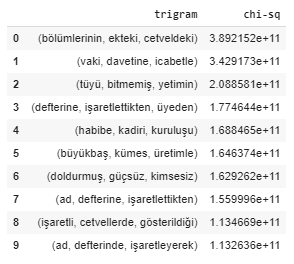 trigram chi-sq
0 (bölümlerinin, ekteki, cetveldeki) 3.892152e+11
1 (vaki, davetine, icabetle) 3.429173e+11
2 (tüyü, bitmemiş, yetimin) 2.088581e+11
3 (defterine, işaretlettikten, üyeden) 1.774644e+11
4 (habibe, kadiri, kuruluşu) 1.688465e+11
5 (büyükbaş, kümes, üretimle) 1.646374e+11
6 (doldurmuş, güçsüz, kimsesiz) 1.629262e+11
7 (ad, defterine, işaretlettikten) 1.559996e+11
8 (işaretli, cetvellerde, gösterildiği) 1.134669e+11
9 (ad, defterinde, işaretleyerek) 1.132636e+11